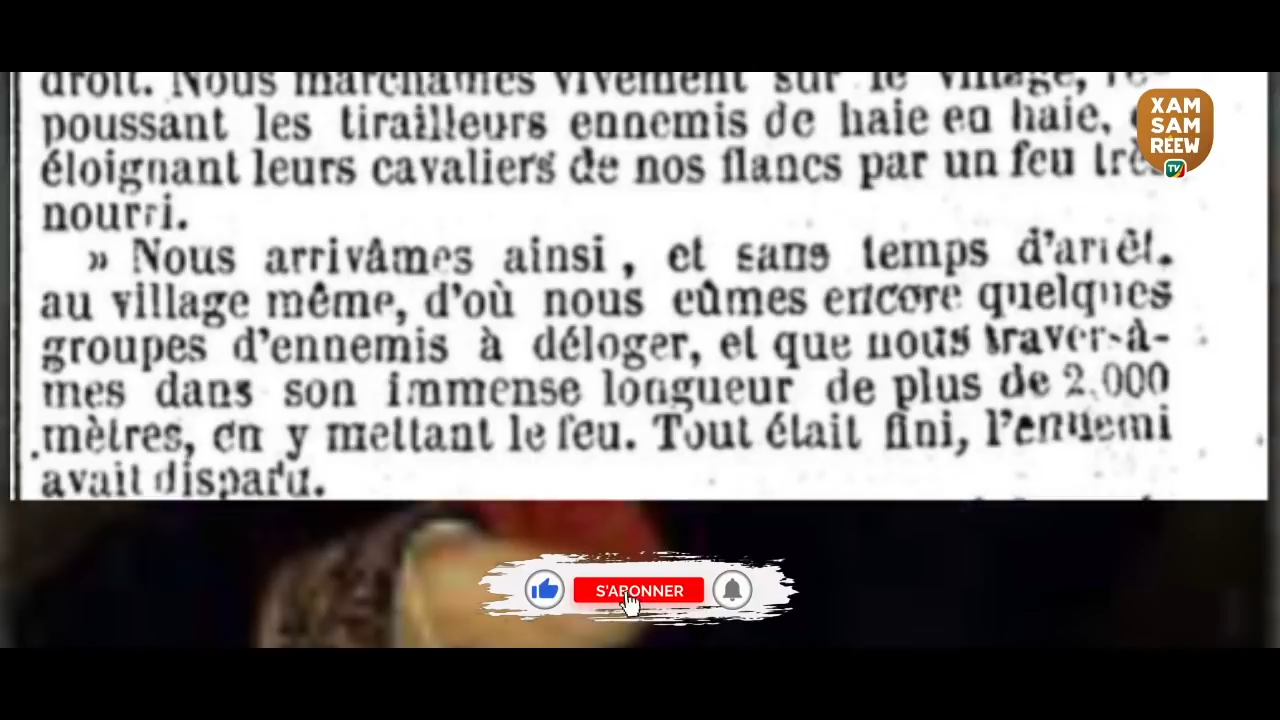 droit. Nous marchâmes vivement sur le village, re-
poussant les tirailleurs ennemis de haie en haie,
éloignant leurs cavaliers de nos flancs par un feu très
nourri.
» Nous arrivâmes ainsi, et sans temps d'arrêt,
au village même, d'où nous eûmes encore quelques
groupes d'ennemis à déloger, et que nous traversâ-
mes dans son immense longueur de plus de 2,000
mètres, en y mettant le feu. Tout était fini, l'ennemi
avait disparu.
XAM
SAM
REEW
TV
S'ABONNER